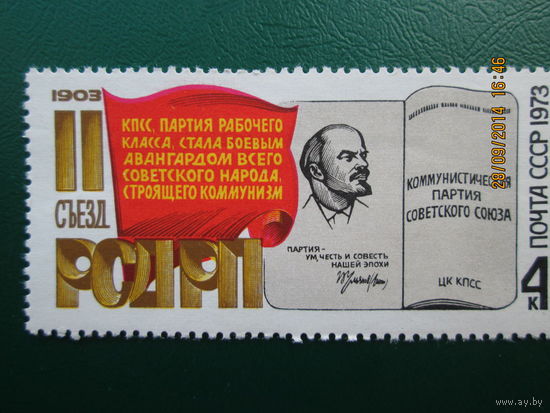 1903
II
СЪЕЗД
РСДРП
КПСС, ПАРТИЯ РАБОЧЕГО
КЛАССА, СТАЛА БОЕВЫМ
АВАНГАРДОМ ВСЕГО
СОВЕТСКОГО НАРОДА,
СТРОЯЩЕГО КОММУНИЗМ
ПАРТИЯ -
УМ, ЧЕСТЬ И СОВЕСТЬ
НАШЕЙ ЭПОХИ
КОММУНИСТИЧЕСКАЯ
ПАРТИЯ
СОВЕТСКОГО СОЮЗА
ЦК КПСС
ПОЧТА СССР 1973
4
К
28/09/2014 16:46
ay.by